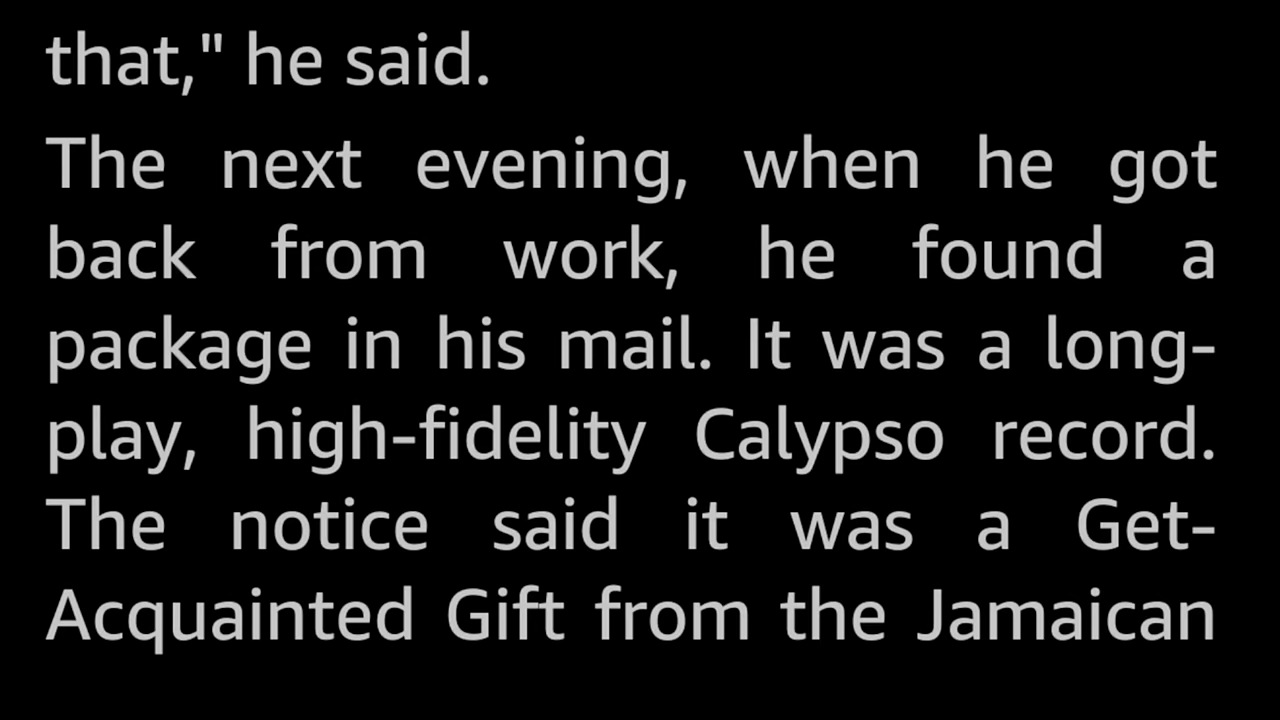 that," he said.
The next evening, when he got
back from work, he found a
package in his mail. It was a long-
play, high-fidelity Calypso record.
The notice said it was a Get-
Acquainted Gift from the Jamaican